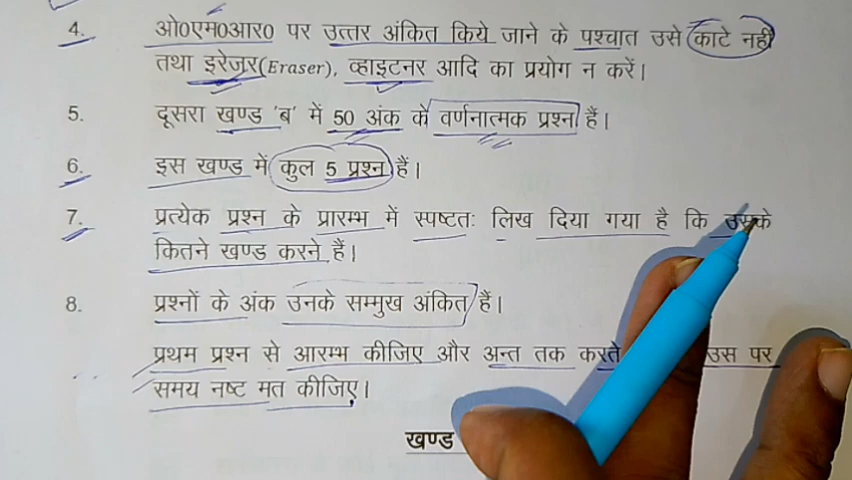 4. ओ0एम0आर0 पर उत्तर अंकित किये जाने के पश्चात उसे काटे नहीं
तथा इरेजर(Eraser), व्हाइटनर आदि का प्रयोग न करें।
5. दूसरा खण्ड 'ब' में 50 अंक के वर्णनात्मक प्रश्न हैं।
6. इस खण्ड में कुल 5 प्रश्न हैं।
7. प्रत्येक प्रश्न के प्रारम्भ में स्पष्टतः लिख दिया गया है कि उसके
कितने खण्ड करने हैं।
8. प्रश्नों के अंक उनके सम्मुख अंकित हैं।
प्रथम प्रश्न से आरम्भ कीजिए और अन्त तक करते उस पर
समय नष्ट मत कीजिए।
खण्ड